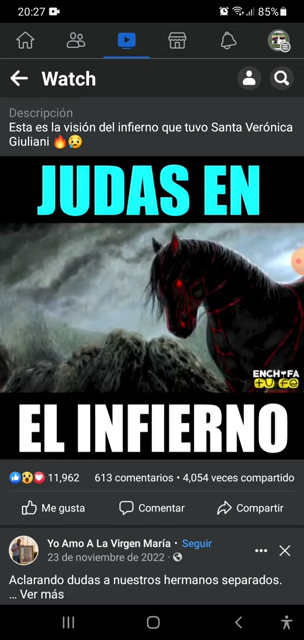 20:27
85%
Watch
Descripción
Esta es la visión del infierno que tuvo Santa Verónica
Giuliani 🔥😥
JUDAS EN
ENCHUFA
TU FE
EL INFIERNO
11,962
613 comentarios • 4,054 veces compartido
Me gusta
Comentar
Compartir
Yo Amo A La Virgen María • Seguir
23 de noviembre de 2022 •
Aclarando dudas a nuestros hermanos separados.
... Ver más